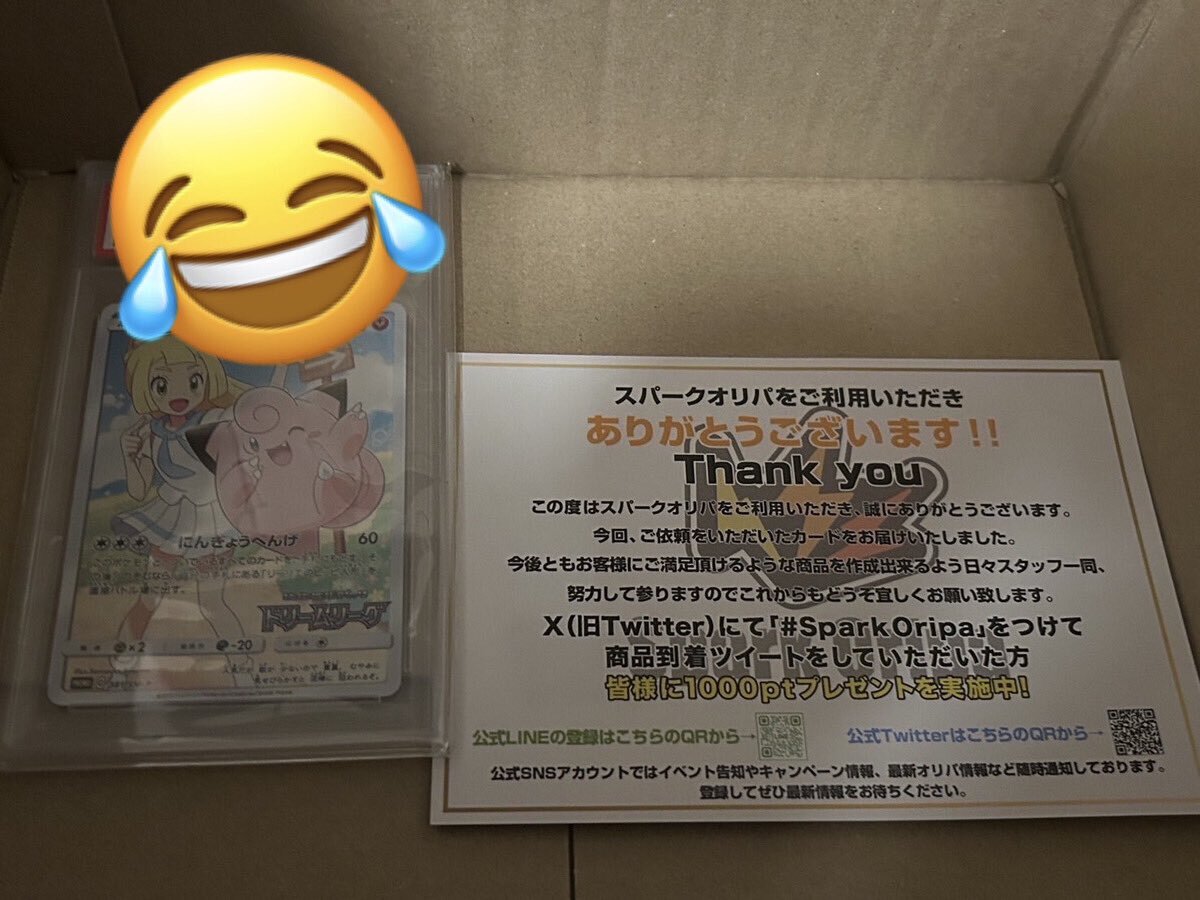 にんぎょうへんげ 60
ドリームリーグ
×2
-20
スパークオリパをご利用いただき
ありがとうございます!!
Thank you
この度はスパークオリパをご利用いただき、誠にありがとうございます。
今回、ご依頼をいただいたカードをお届けいたしました。
今後ともお客様にご満足頂けるような商品を作成出来るよう日々スタッフ一同、
努力して参りますのでこれからもどうぞ宜しくお願い致します。
X(旧Twitter)にて「#SparkOripa」をつけて
商品到着ツイートをしていただいた方
皆様に1000ptプレゼントを実施中!
公式LINEの登録はこちらのQRから→
公式TwitterはこちらのQRから→
公式SNSアカウントではイベント告知やキャンペーン情報、最新オリパ情報など随時通知しております。
登録してぜひ最新情報をお待ちください。